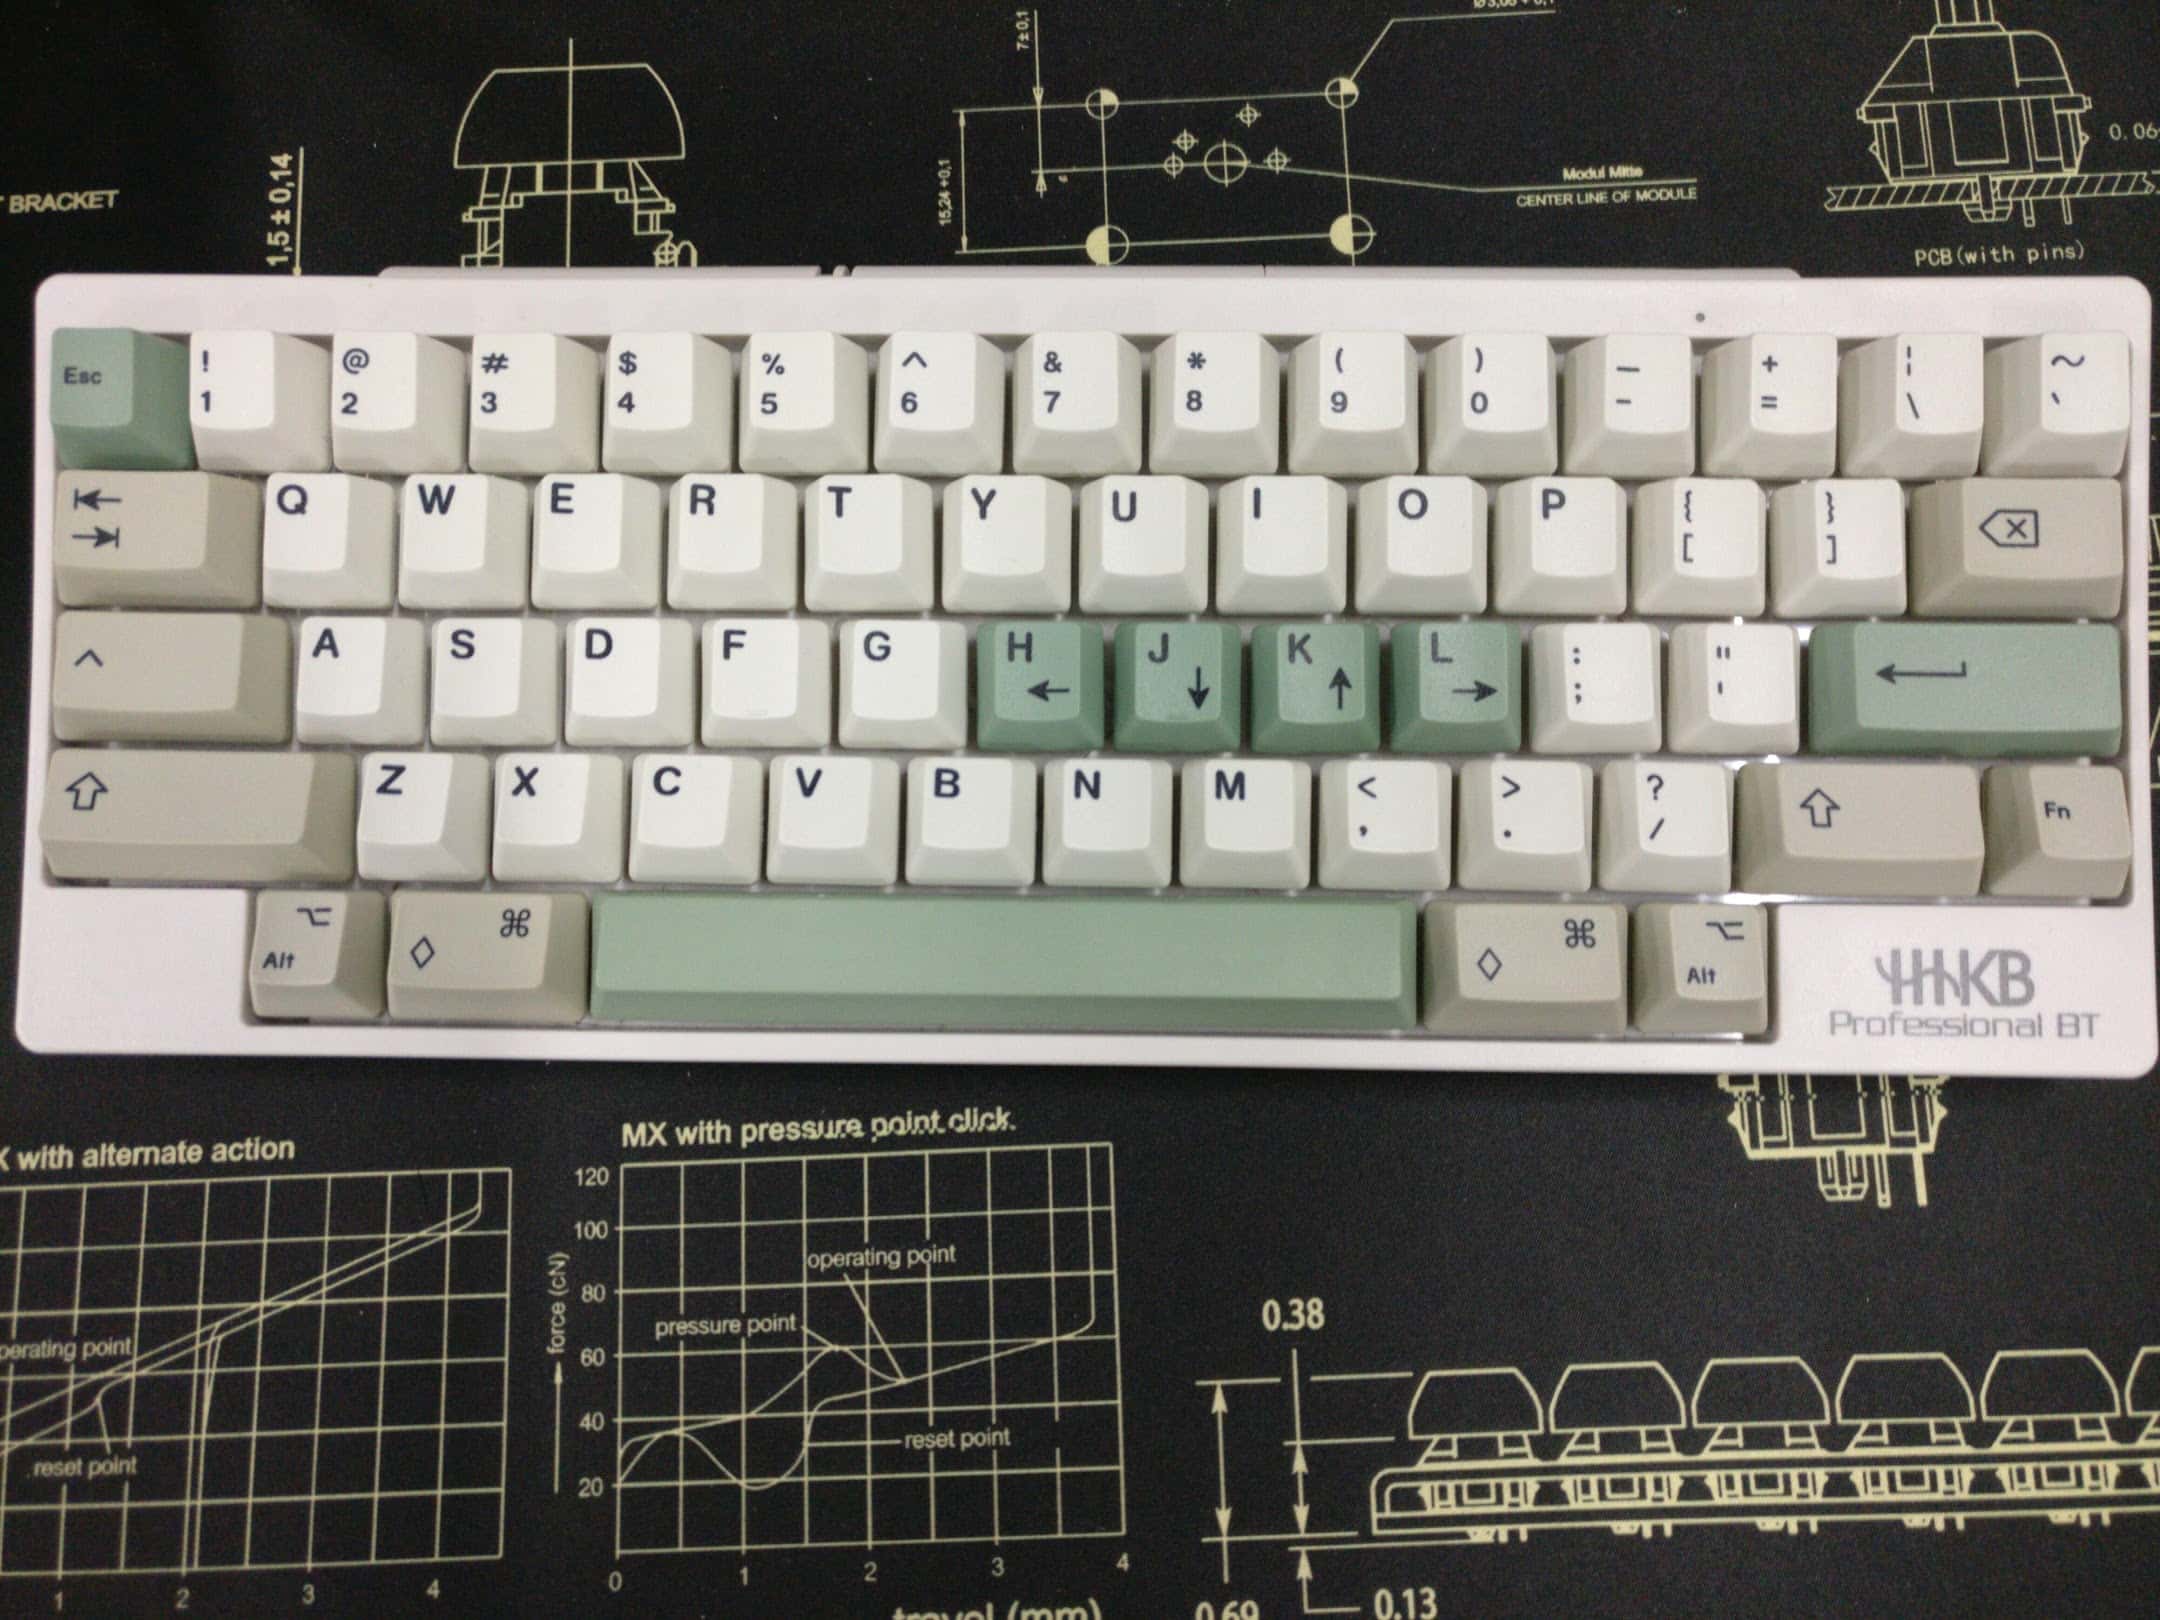 7±0,1
BRACKET
1,5 ± 0,14
15,24 +0,1
Modul Mitte
CENTER LINE OF MODULE
PCB(with pins)
Esc ! 1 @ 2 # 3 $ 4 % 5 ^ 6 & 7 * 8 ( 9 ) 0 — - + = ¦ \ ~ `
Q W E R T Y U I O P { [ } ]
^ A S D F G H ← J ↓ K ↑ L → : ; " '
⇧ Z X C V B N M < , > . ? / ⇧ Fn
⌥ Alt ◇ ⌘ ◇ ⌘ ⌥ Alt
HHKB
Professional BT
X with alternate action
operating point
reset point
1 2 3 4
MX with pressure point click.
120
100
80
60
40
20
force (cN)
operating point
pressure point
reset point
0 1 2 3 4
travel (mm)
0.38
0.69
0.13